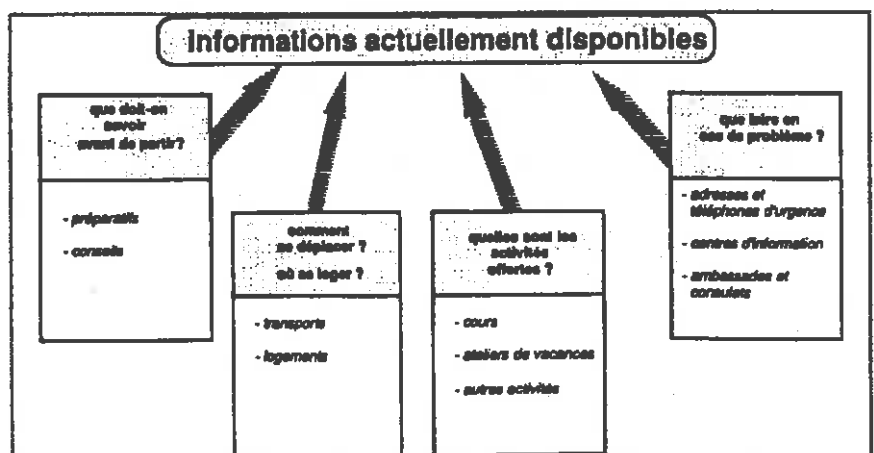 Informations actuellement disponibles
que doit-on
savoir
avant de partir?
- préparatifs
- conseils
comment
se déplacer ?
où se loger ?
- transports
- logements
quelles sont les
activités
offertes ?
- cours
- ateliers de vacances
- autres activités
que faire en
cas de problème ?
- adresses et
téléphones d'urgence
- centres d'information
- ambassades et
consulats